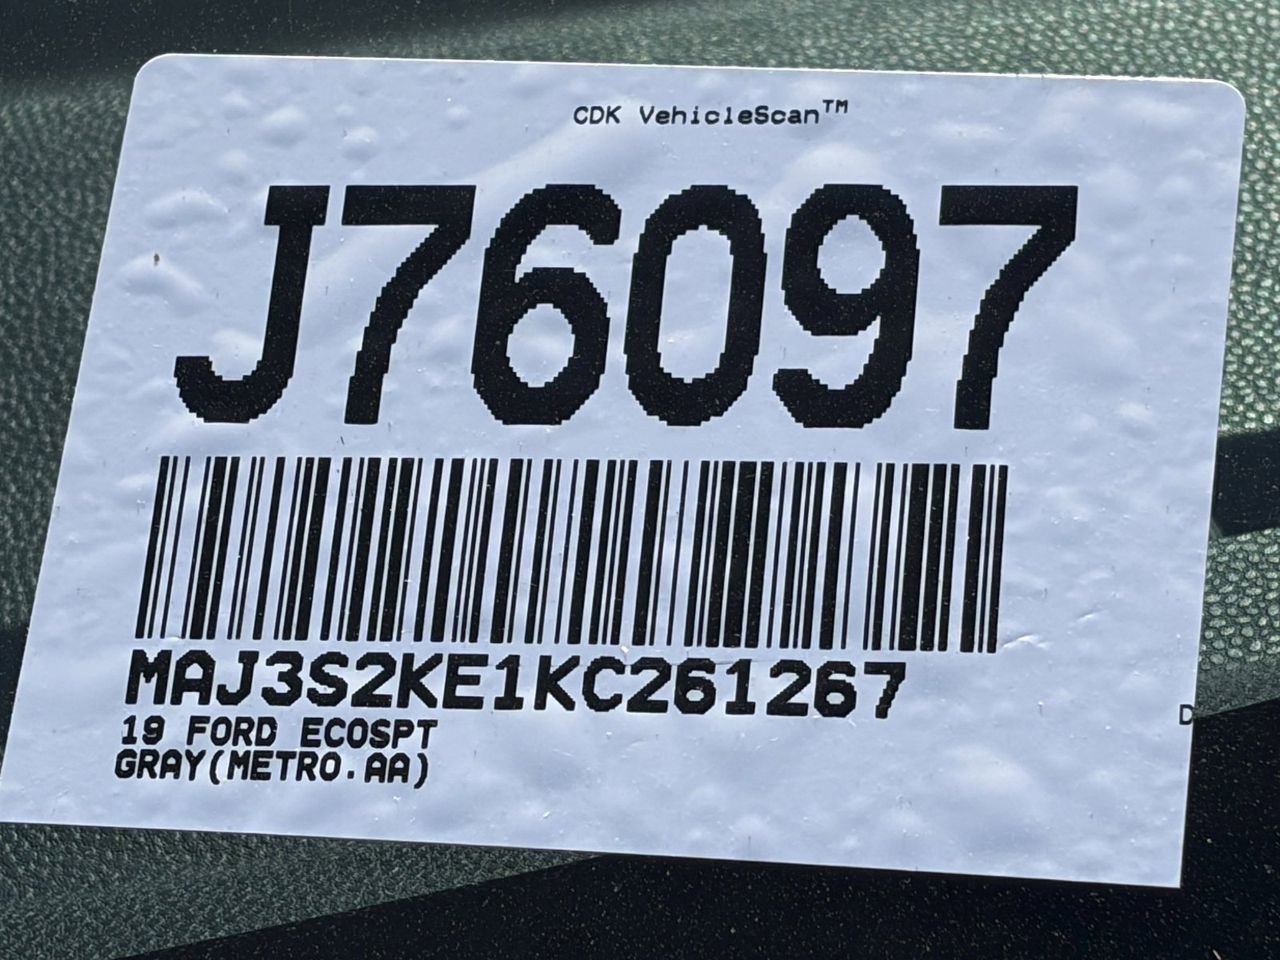 CDK VehicleScan™
J76097
MAJ3S2KE1KC261267
19 FORD ECOSPT
GRAY(METRO.AA)
D